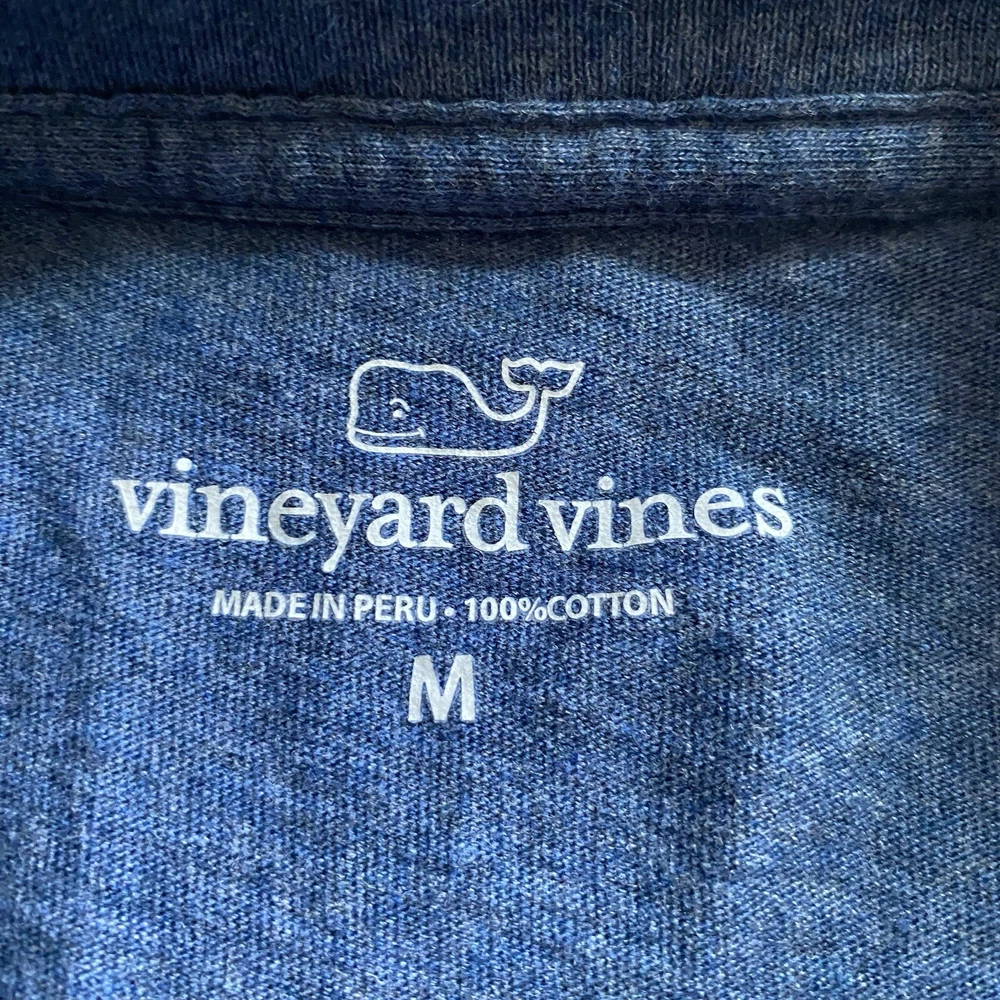 vineyard vines
MADE IN PERU • 100%COTTON
M